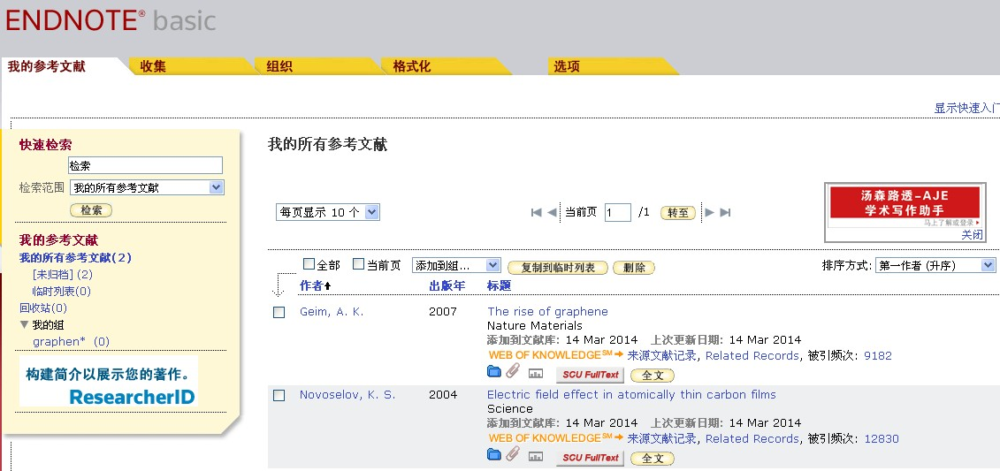 ENDNOTE® basic
我的参考文献 收集 组织 格式化 选项
显示快速入门
快速检索
检索
检索范围 我的所有参考文献
检索
我的参考文献
我的所有参考文献(2)
[未归档] (2)
临时列表(0)
回收站(0)
▼我的组
graphen* (0)
构建简介以展示您的著作。
ResearcherID
我的所有参考文献
每页显示 10 个
当前页 1 /1 转至
汤森路透-AJE
学术写作助手
马上了解或登录
关闭
全部 当前页 添加到组... 复制到临时列表 删除 排序方式: 第一作者 (升序)
作者 出版年 标题
Geim, A. K. 2007 The rise of graphene
Nature Materials
添加到文献库: 14 Mar 2014 上次更新日期: 14 Mar 2014
WEB OF KNOWLEDGE℠ 来源文献记录, Related Records, 被引频次: 9182
SCU FullText 全文
Novoselov, K. S. 2004 Electric field effect in atomically thin carbon films
Science
添加到文献库: 14 Mar 2014 上次更新日期: 14 Mar 2014
WEB OF KNOWLEDGE℠ 来源文献记录, Related Records, 被引频次: 12830
SCU FullText 全文